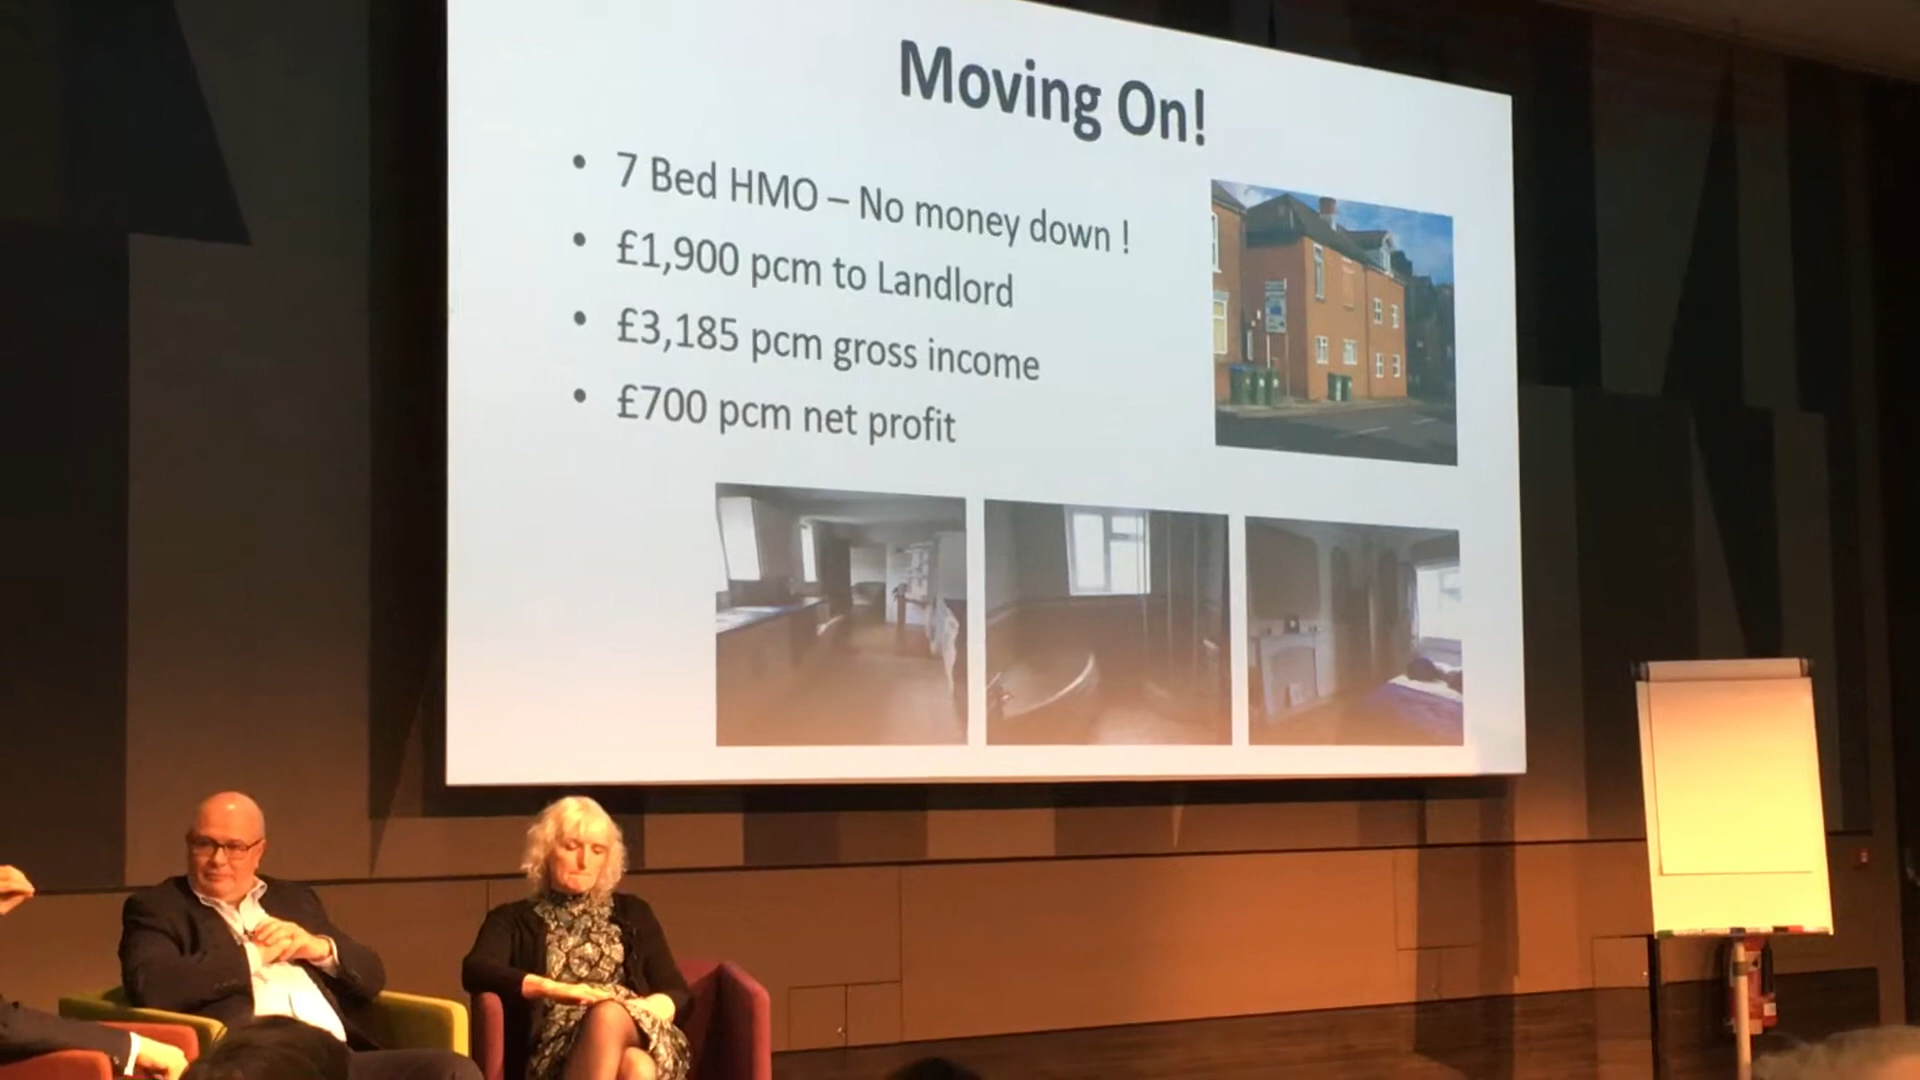 Moving On!
• 7 Bed HMO – No money down !
• £1,900 pcm to Landlord
• £3,185 pcm gross income
• £700 pcm net profit